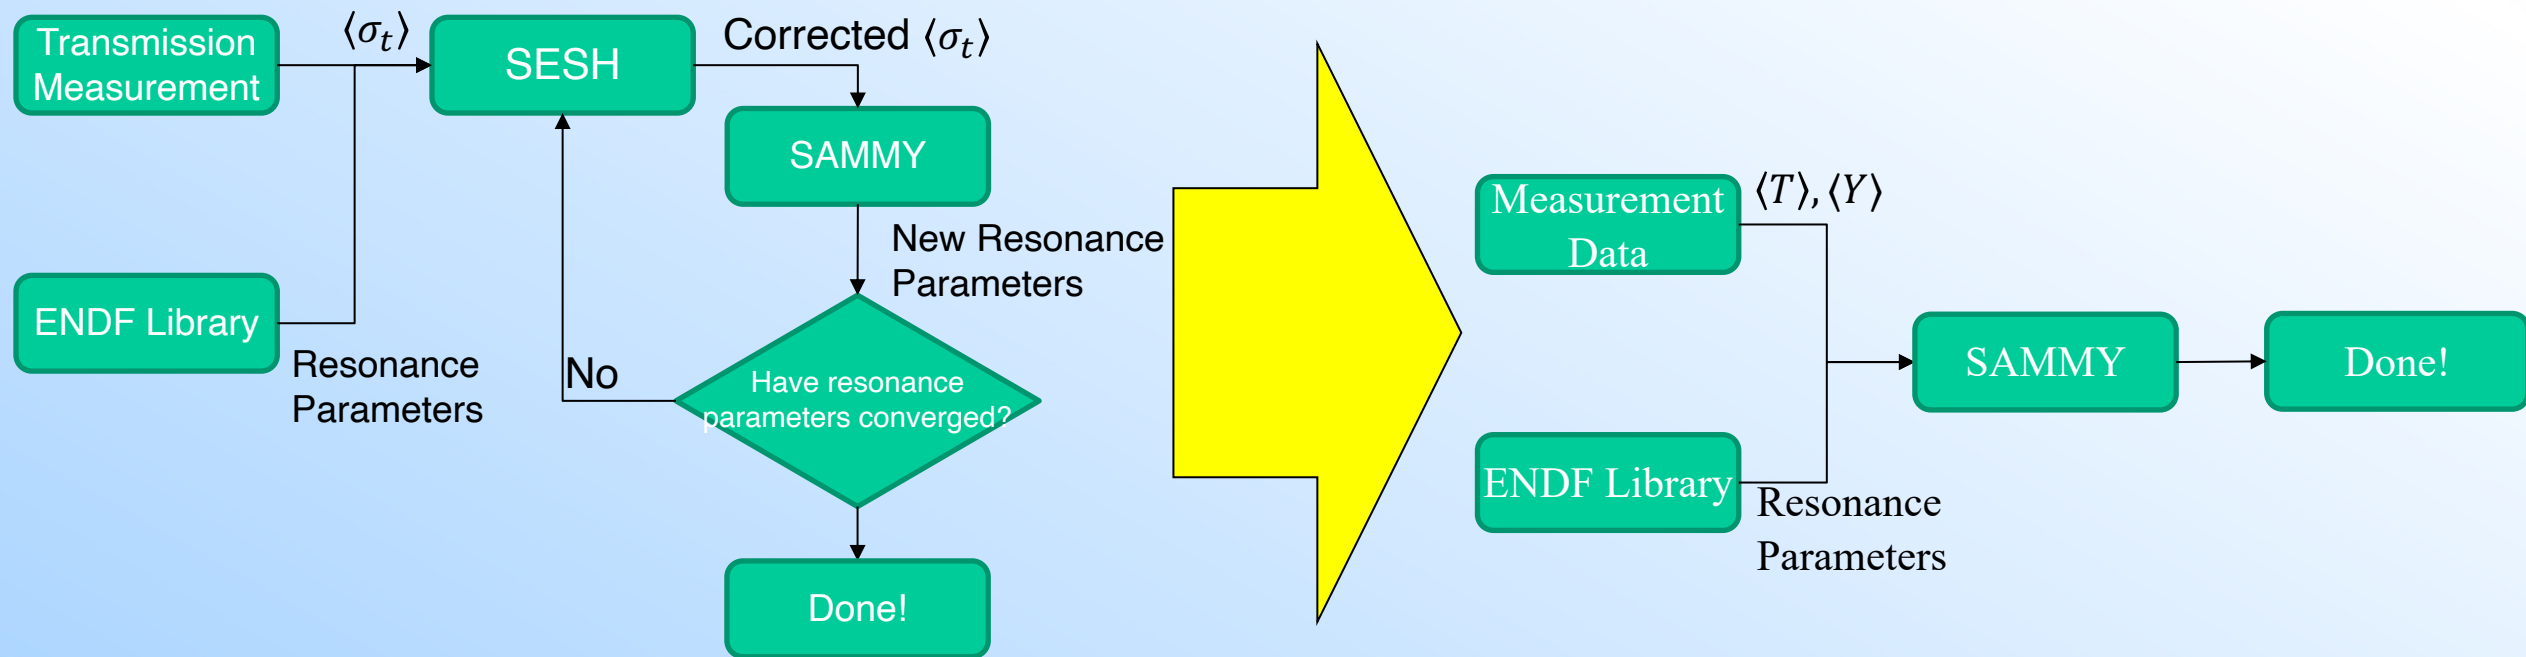 Transmission
Measurement
⟨σₜ⟩
SESH
Corrected ⟨σₜ⟩
SAMMY
New Resonance
Parameters
ENDF Library
Resonance
Parameters
No
Have resonance
parameters converged?
Done!
Measurement
Data
⟨T⟩, ⟨Y⟩
ENDF Library
Resonance
Parameters
SAMMY
Done!